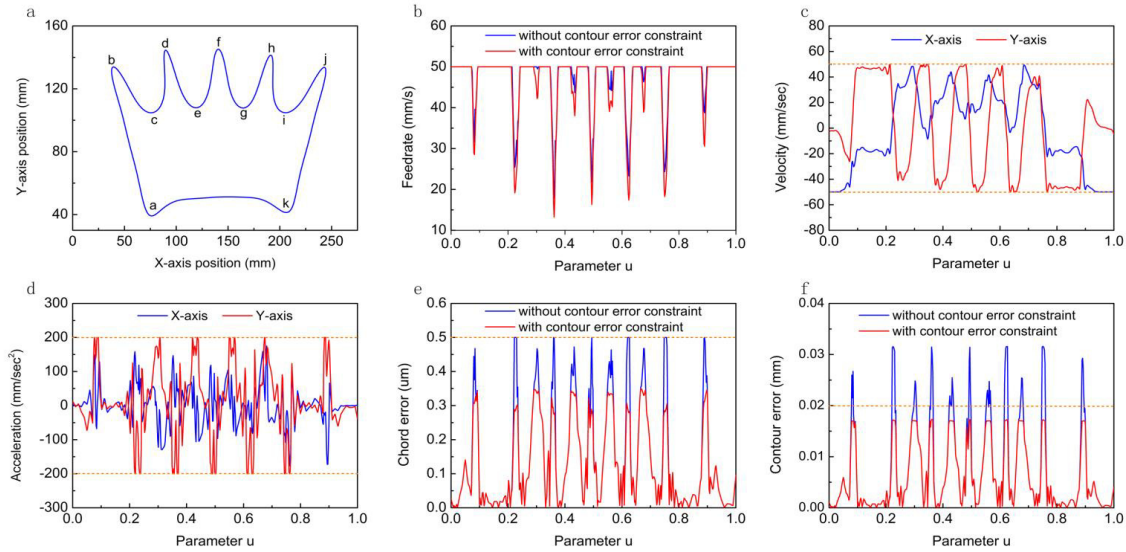 a
160
120
80
40
Y-axis position (mm)
0 50 100 150 200 250
X-axis position (mm)
a b c d e f g h i j k
b
60
50
40
30
20
10
Feedrate (mm/s)
without contour error constraint
with contour error constraint
0.0 0.2 0.4 0.6 0.8 1.0
Parameter u
c
80
60
40
20
0
-20
-40
-60
-80
Velocity (mm/sec)
X-axis Y-axis
0.0 0.2 0.4 0.6 0.8 1.0
Parameter u
d
300
200
100
0
-100
-200
-300
Acceleration (mm/sec²)
X-axis Y-axis
0.0 0.2 0.4 0.6 0.8 1.0
Parameter u
e
0.6
0.5
0.4
0.3
0.2
0.1
0.0
Chord error (um)
without contour error constraint
with contour error constraint
0.0 0.2 0.4 0.6 0.8 1.0
Parameter u
f
0.04
0.03
0.02
0.01
0.00
Contour error (mm)
without contour error constraint
with contour error constraint
0.0 0.2 0.4 0.6 0.8 1.0
Parameter u